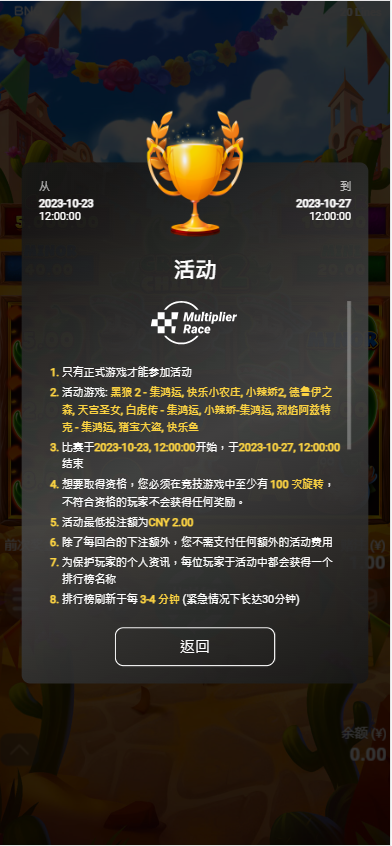 从
到
2023-10-23
2023-10-27
12:00:00
12:00:00
活动
Multiplier
Race
1. 只有正式游戏才能参加活动
2. 活动游戏: 黑狼 2 - 集鸿运, 快乐小农庄, 小辣娇2, 德鲁伊之
森, 天宫圣女, 白虎传 - 集鸿运, 小辣娇-集鸿运, 烈焰阿兹特
克 - 集鸿运, 猪宝大盗, 快乐鱼
3. 比赛于2023-10-23, 12:00:00开始，于2023-10-27, 12:00:00
结束
4. 想要取得资格，您必须在竞技游戏中至少有 100 次旋转，
不符合资格的玩家不会获得任何奖励。
5. 活动最低投注额为CNY 2.00
6. 除了每回合的下注额外，您不需支付任何额外的活动费用
7. 为保护玩家的个人资讯，每位玩家于活动中都会获得一个
排行榜名称
8. 排行榜刷新于每 3-4 分钟 (紧急情况下长达30分钟)
返回
余额 (¥)
0.00